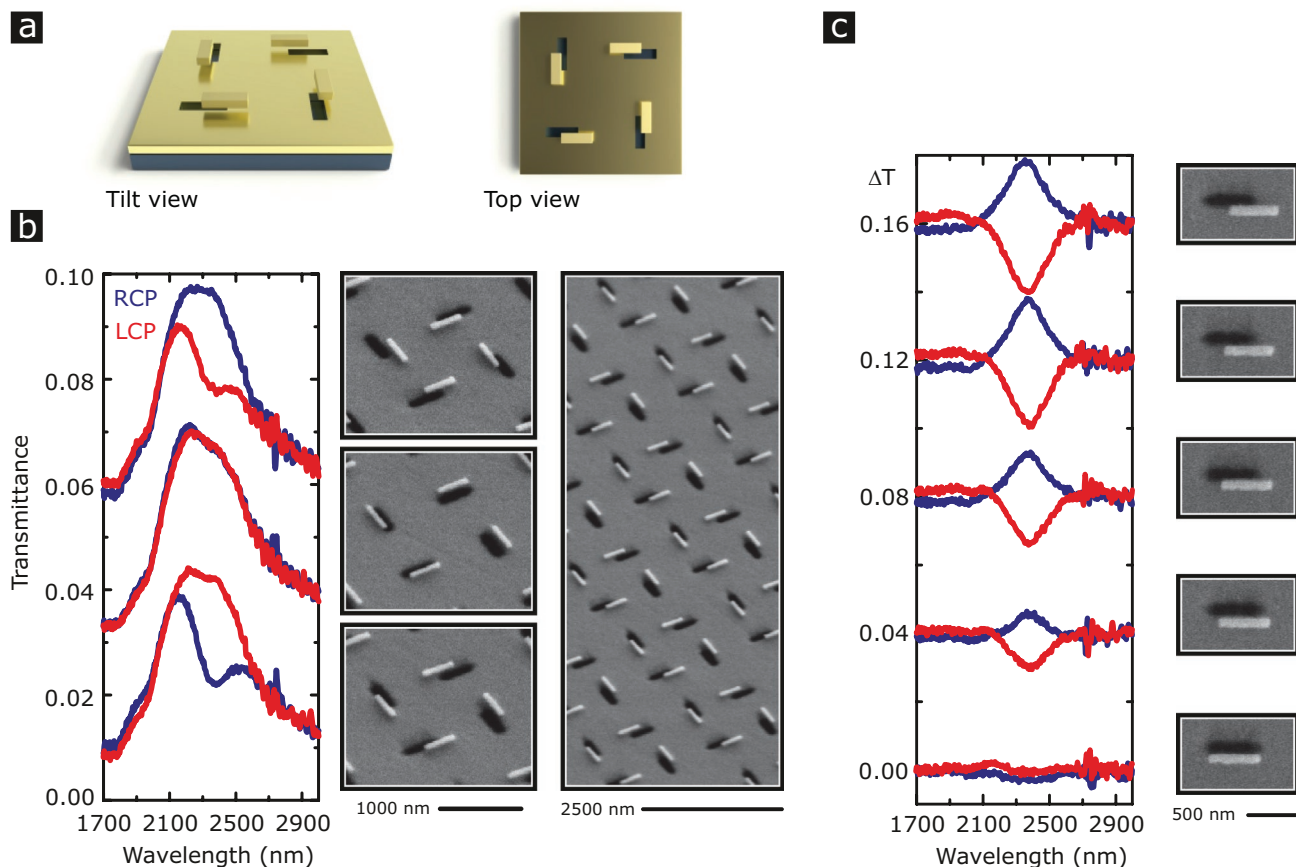 a
Tilt view
Top view
b
Transmittance
0.10
0.08
0.06
0.04
0.02
0.00
RCP
LCP
1700 2100 2500 2900
Wavelength (nm)
1000 nm
2500 nm
c
ΔT
0.16
0.12
0.08
0.04
0.00
1700 2100 2500 2900
Wavelength (nm)
500 nm